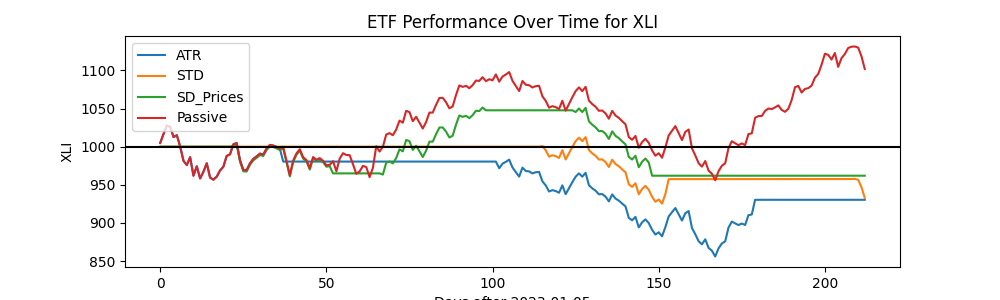 ETF Performance Over Time for XLI
XLI
1100
1050
1000
950
900
850
ATR
STD
SD_Prices
Passive
0
50
100
150
200
Days after 2023-01-05